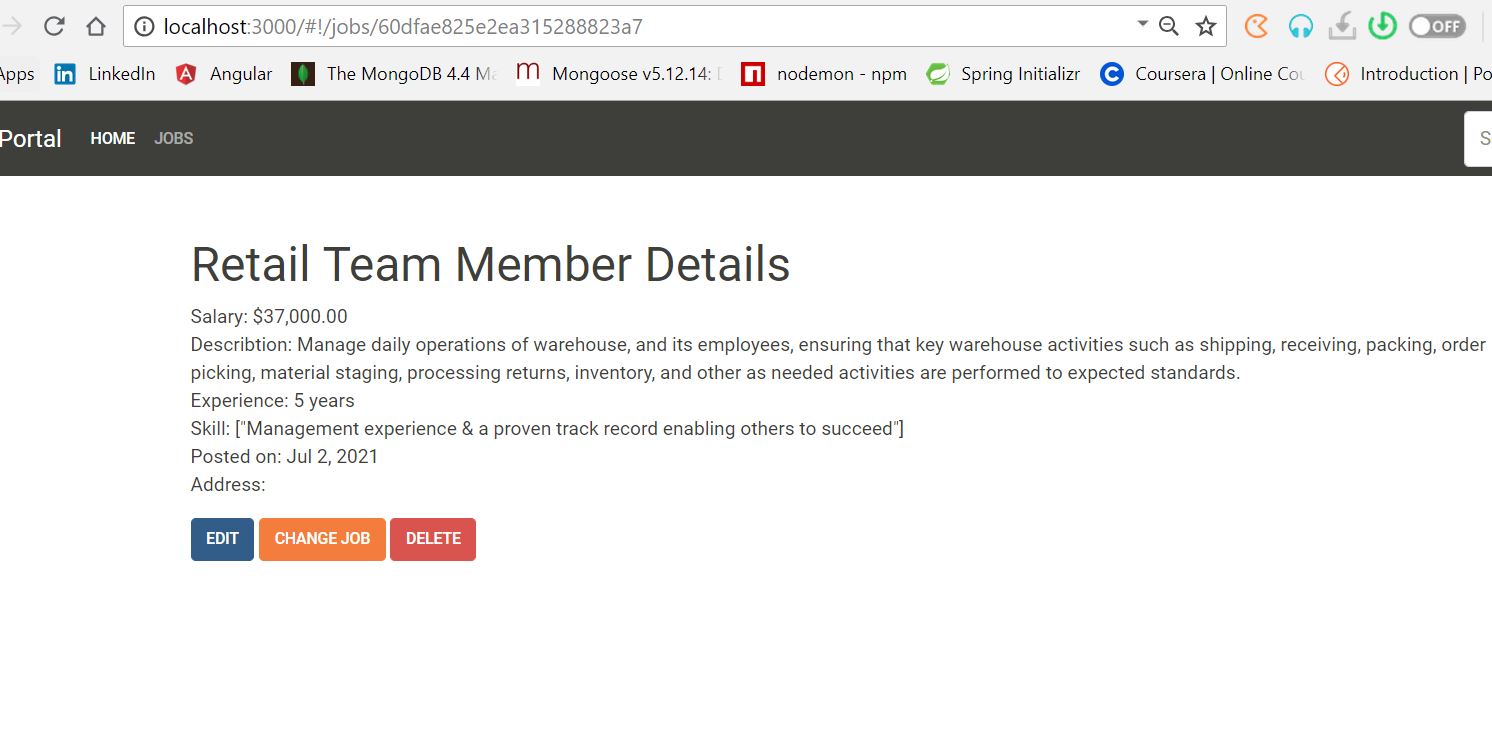 localhost:3000/#!/jobs/60dfae825e2ea315288823a7
OFF
Apps LinkedIn Angular The MongoDB 4.4 Ma Mongoose v5.12.14: D nodemon - npm Spring Initializr Coursera | Online Cou Introduction | Po
Portal HOME JOBS S
Retail Team Member Details
Salary: $37,000.00
Describtion: Manage daily operations of warehouse, and its employees, ensuring that key warehouse activities such as shipping, receiving, packing, order
picking, material staging, processing returns, inventory, and other as needed activities are performed to expected standards.
Experience: 5 years
Skill: ["Management experience & a proven track record enabling others to succeed"]
Posted on: Jul 2, 2021
Address:
EDIT CHANGE JOB DELETE